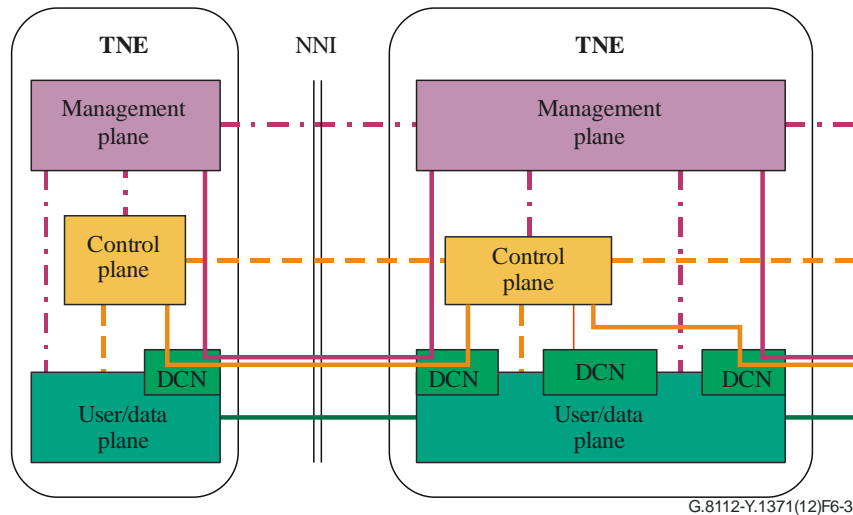 TNE
NNI
TNE
Management
plane
Management
plane
Control
plane
Control
plane
DCN
DCN
DCN
DCN
User/data
plane
User/data
plane
G.8112-Y.1371(12)F6-3